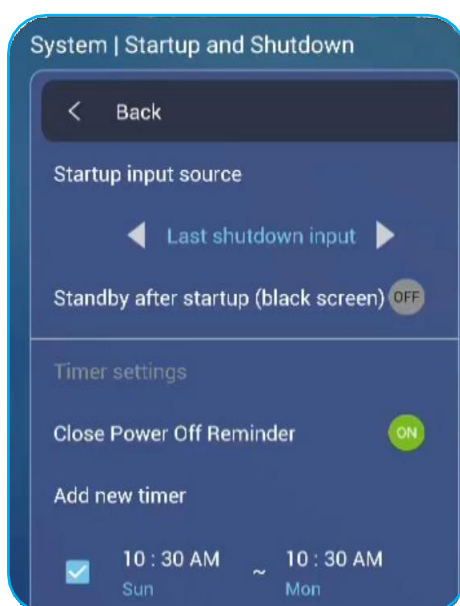 System | Startup and Shutdown
Back
Startup input source
Last shutdown input
Standby after startup (black screen) OFF
Timer settings
Close Power Off Reminder ON
Add new timer
10 : 30 AM ~ 10 : 30 AM
Sun Mon